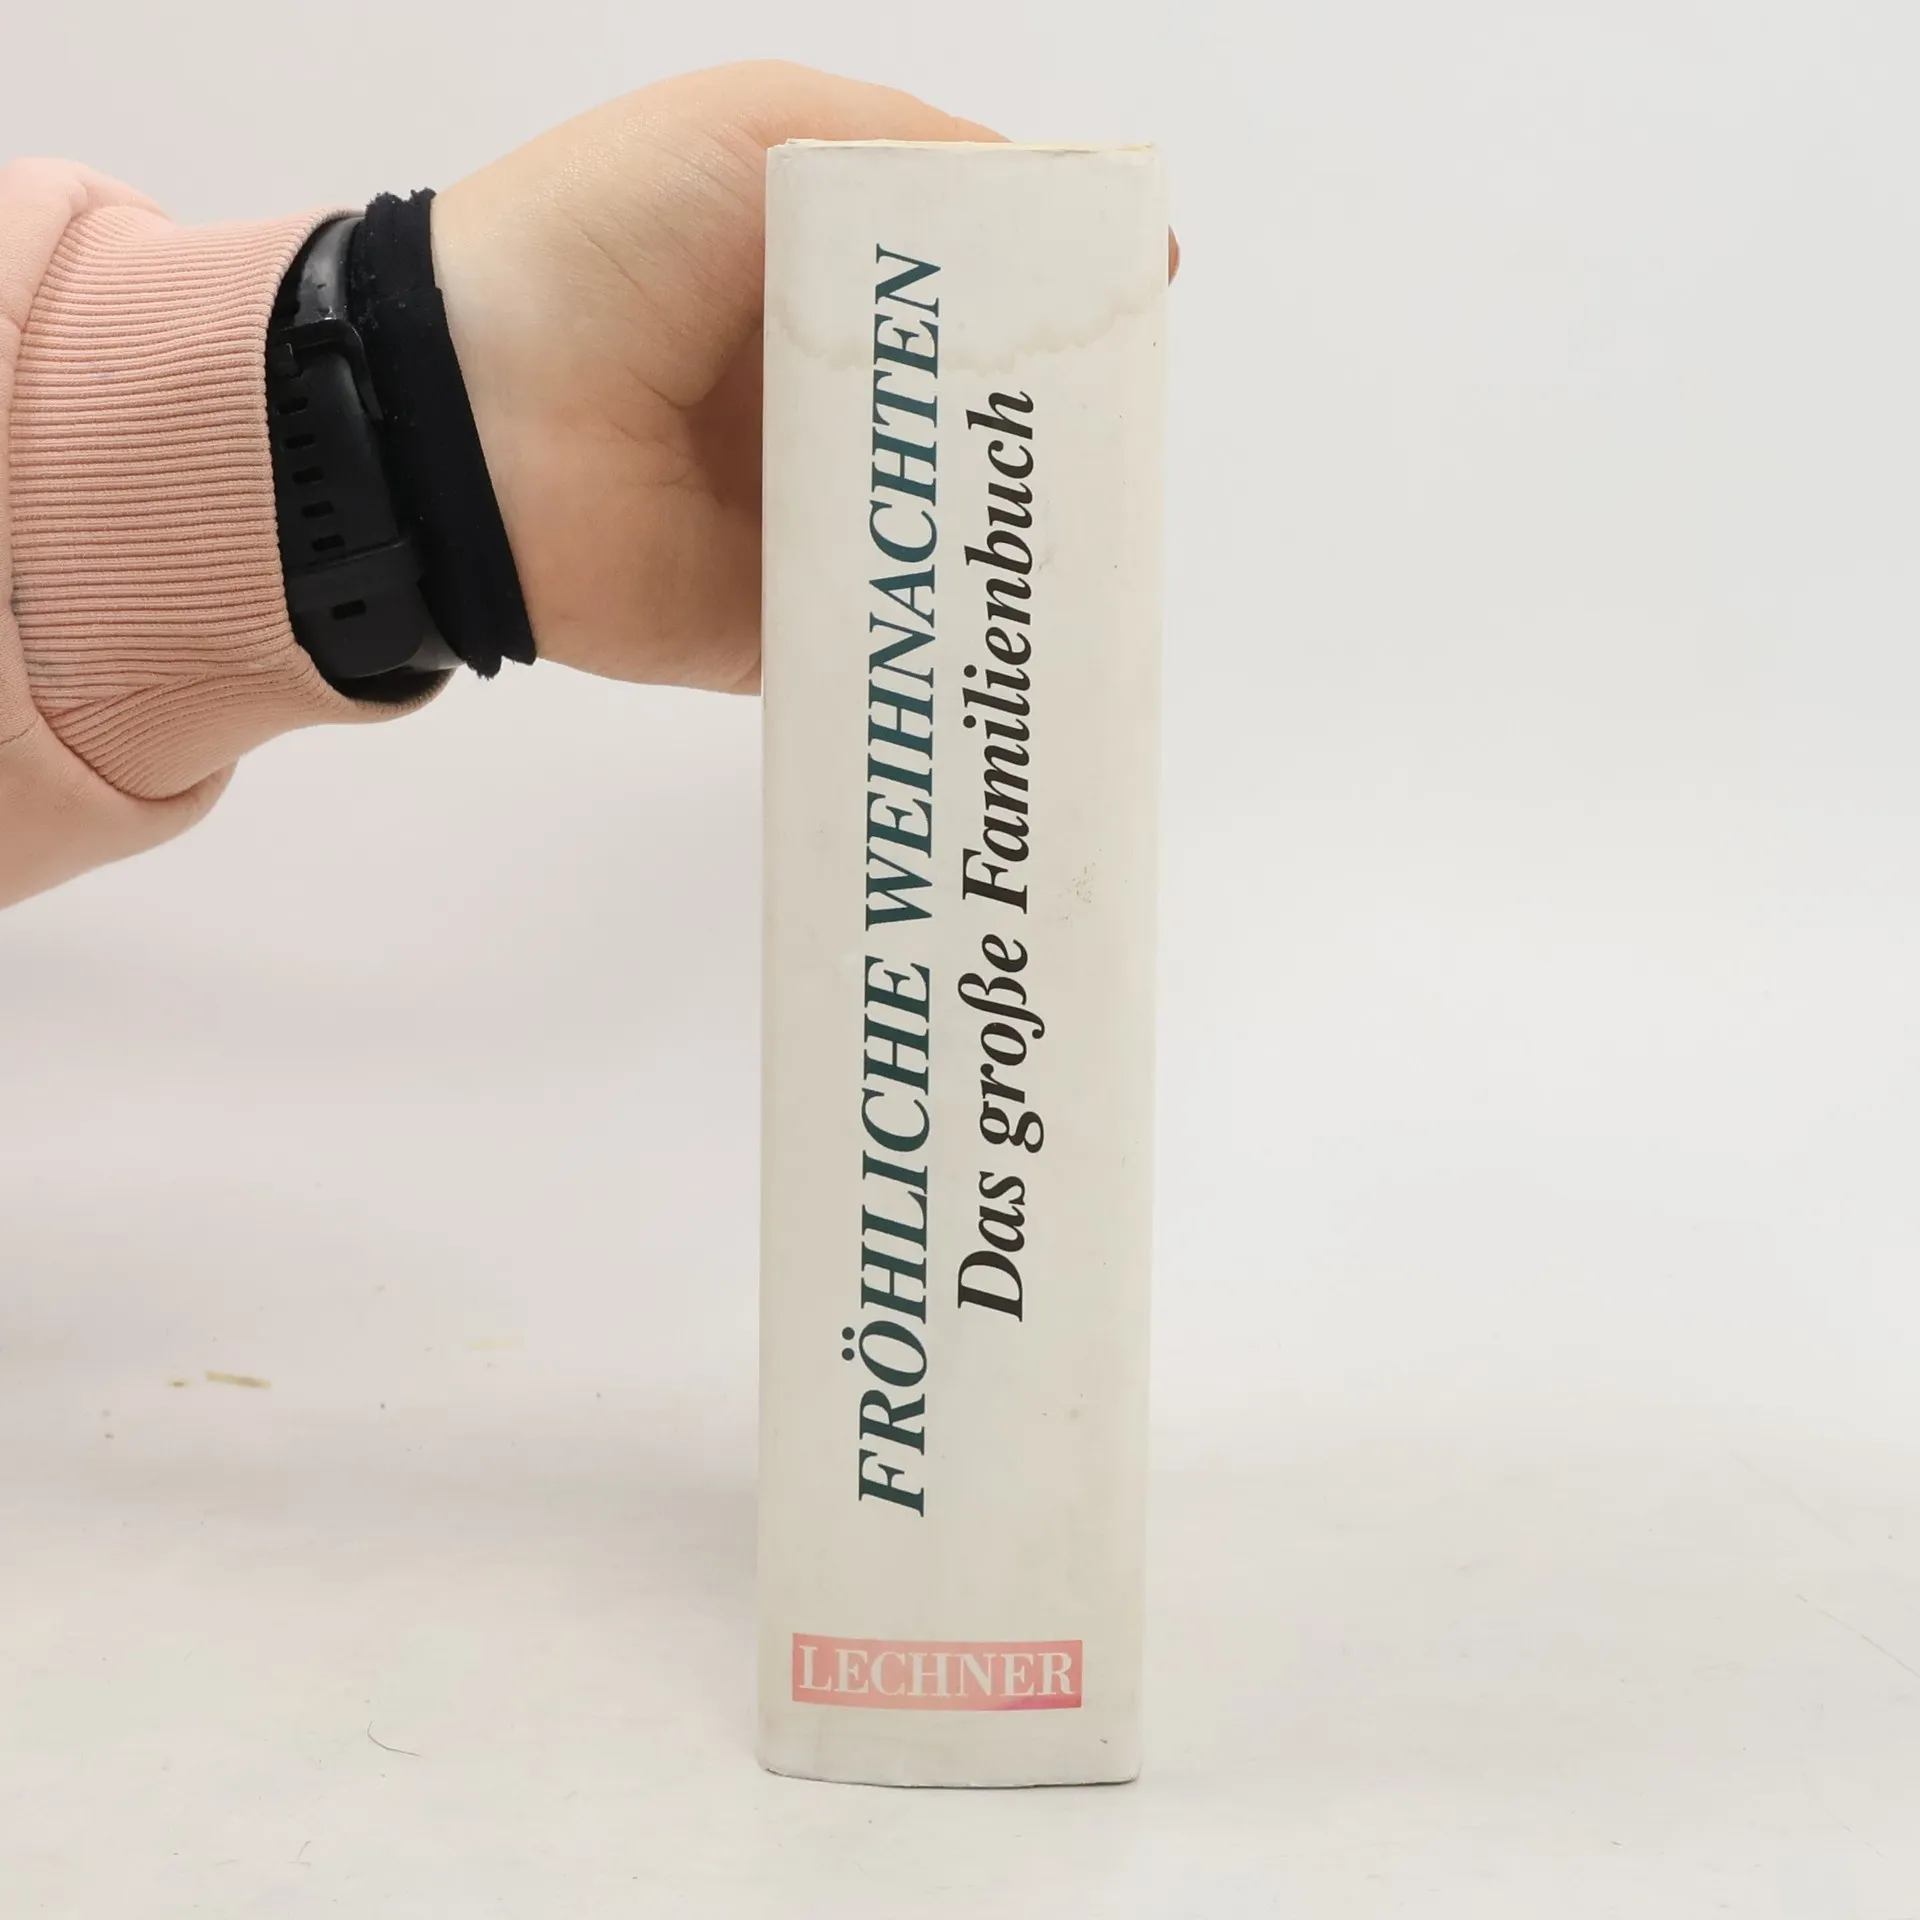 FRÖHLICHE WEIHNACHTEN
Das große Familienbuch
LECHNER